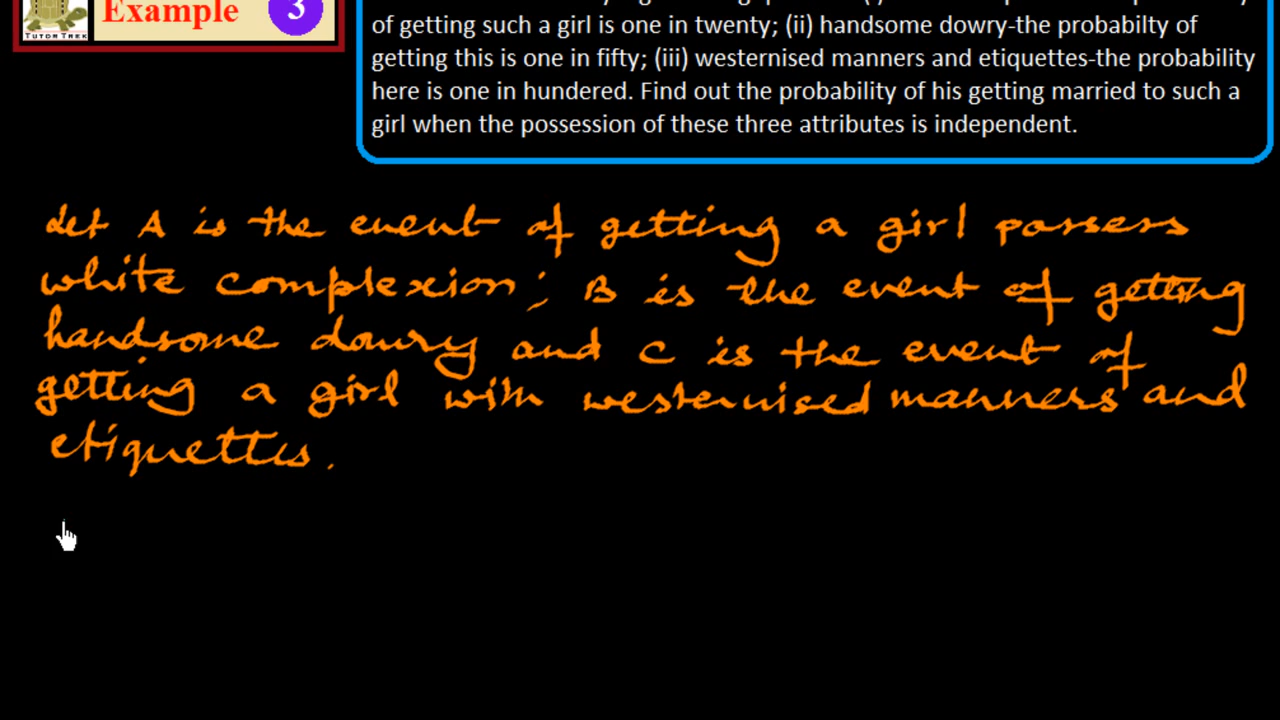 Example 3
TUTOR TREK
of getting such a girl is one in twenty; (ii) handsome dowry-the probabilty of
getting this is one in fifty; (iii) westernised manners and etiquettes-the probability
here is one in hundered. Find out the probability of his getting married to such a
girl when the possession of these three attributes is independent.
Let A is the event of getting a girl possess
white complexion; B is the event of getting
handsome dowry and C is the event of
getting a girl with westernised manners and
etiquettes.